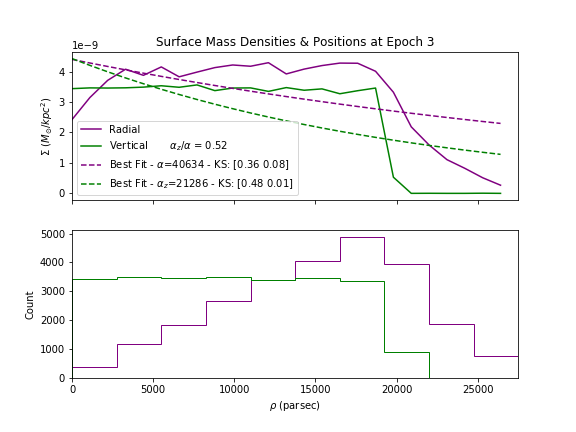 Surface Mass Densities & Positions at Epoch 3
1e−9
Σ (M⊙/kpc²)
4
3
2
1
0
Radial
Vertical α_z/α = 0.52
Best Fit - α=40634 - KS: [0.36 0.08]
Best Fit - α_z=21286 - KS: [0.48 0.01]
Count
5000
4000
3000
2000
1000
0
0 5000 10000 15000 20000 25000
ρ (parsec)